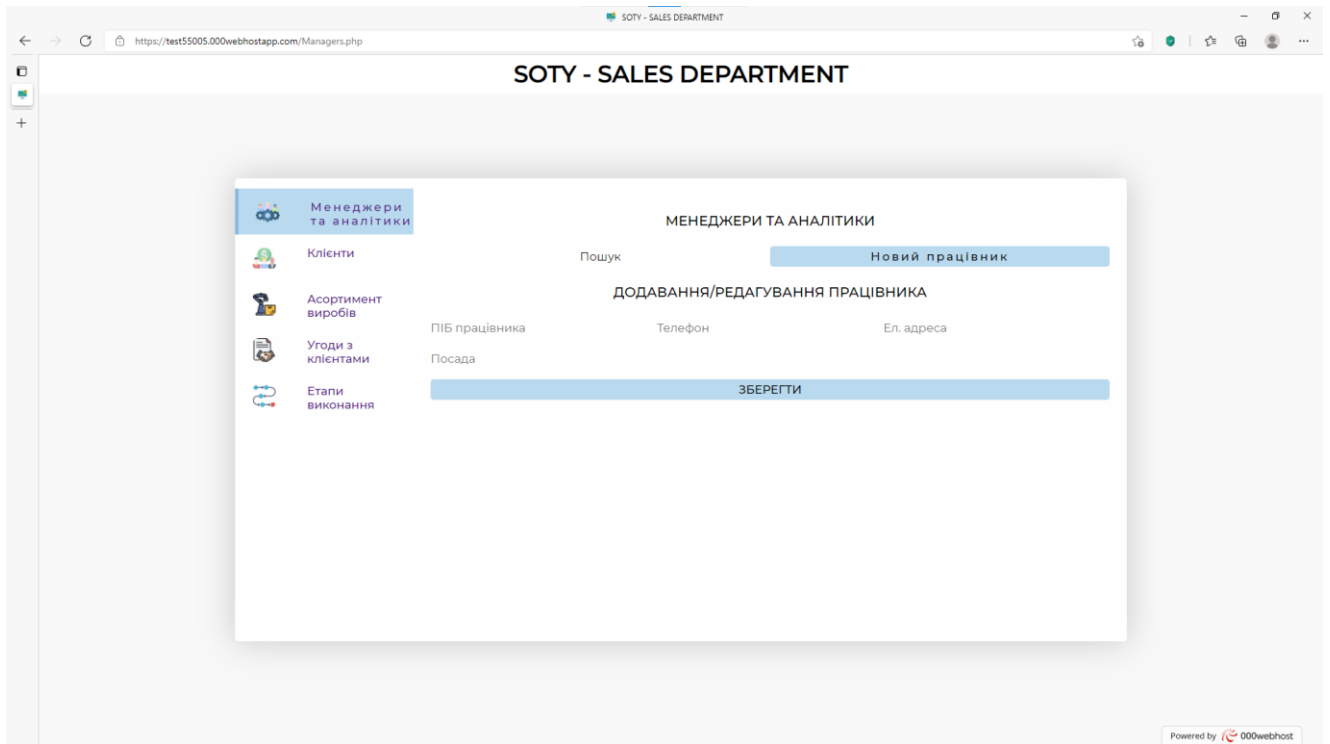 SOTY - SALES DEPARTMENT
https://test55005.000webhostapp.com/Managers.php
SOTY - SALES DEPARTMENT
Менеджери
та аналітики
Клієнти
Асортимент
виробів
Угоди з
клієнтами
Етапи
виконання
МЕНЕДЖЕРИ ТА АНАЛІТИКИ
Пошук Новий працівник
ДОДАВАННЯ/РЕДАГУВАННЯ ПРАЦІВНИКА
ПІБ працівника Телефон Ел. адреса
Посада
ЗБЕРЕГТИ
Powered by 000webhost